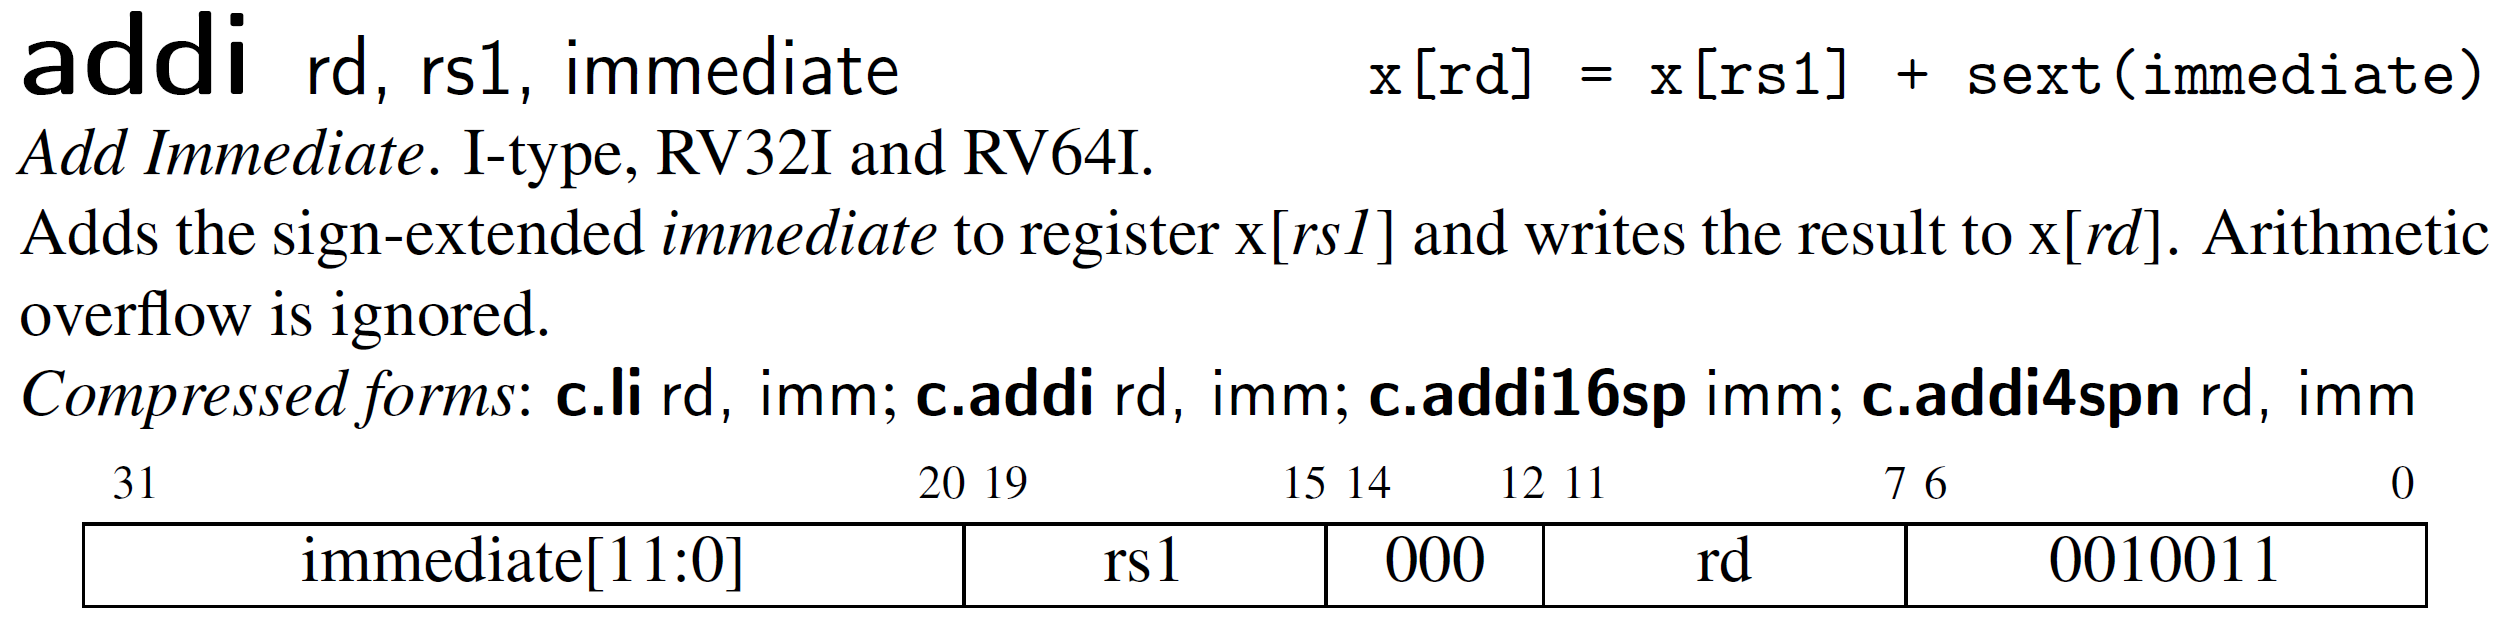 addi rd, rs1, immediate x[rd] = x[rs1] + sext(immediate)
Add Immediate. I-type, RV32I and RV64I.
Adds the sign-extended immediate to register x[rs1] and writes the result to x[rd]. Arithmetic
overflow is ignored.
Compressed forms: c.li rd, imm; c.addi rd, imm; c.addi16sp imm; c.addi4spn rd, imm
31 20 19 15 14 12 11 7 6 0
immediate[11:0] rs1 000 rd 0010011